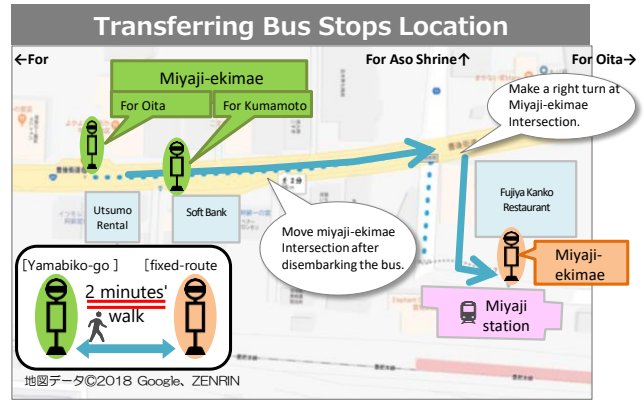 Transferring Bus Stops Location
←For
For Aso Shrine↑
For Oita→
Miyaji-ekimae
For Oita
For Kumamoto
Make a right turn at
Miyaji-ekimae
Intersection.
Utsumo
Rental
Soft Bank
Fujiya Kanko
Restaurant
Move miyaji-ekimae
Intersection after
disembarking the bus.
Miyaji-
ekimae
Miyaji
station
[Yamabiko-go ]
[fixed-route
2 minutes'
walk
地図データ©2018 Google、ZENRIN